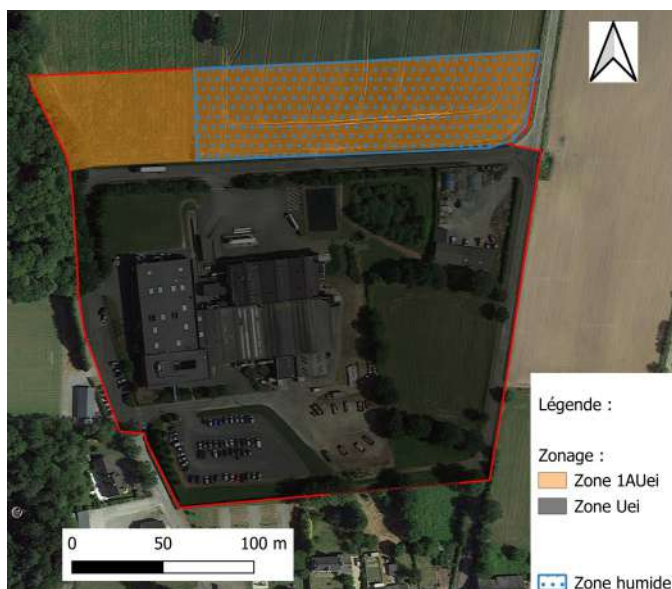 Légende :
Zonage :
Zone 1AUei
Zone Uei
Zone humide
0 50 100 m